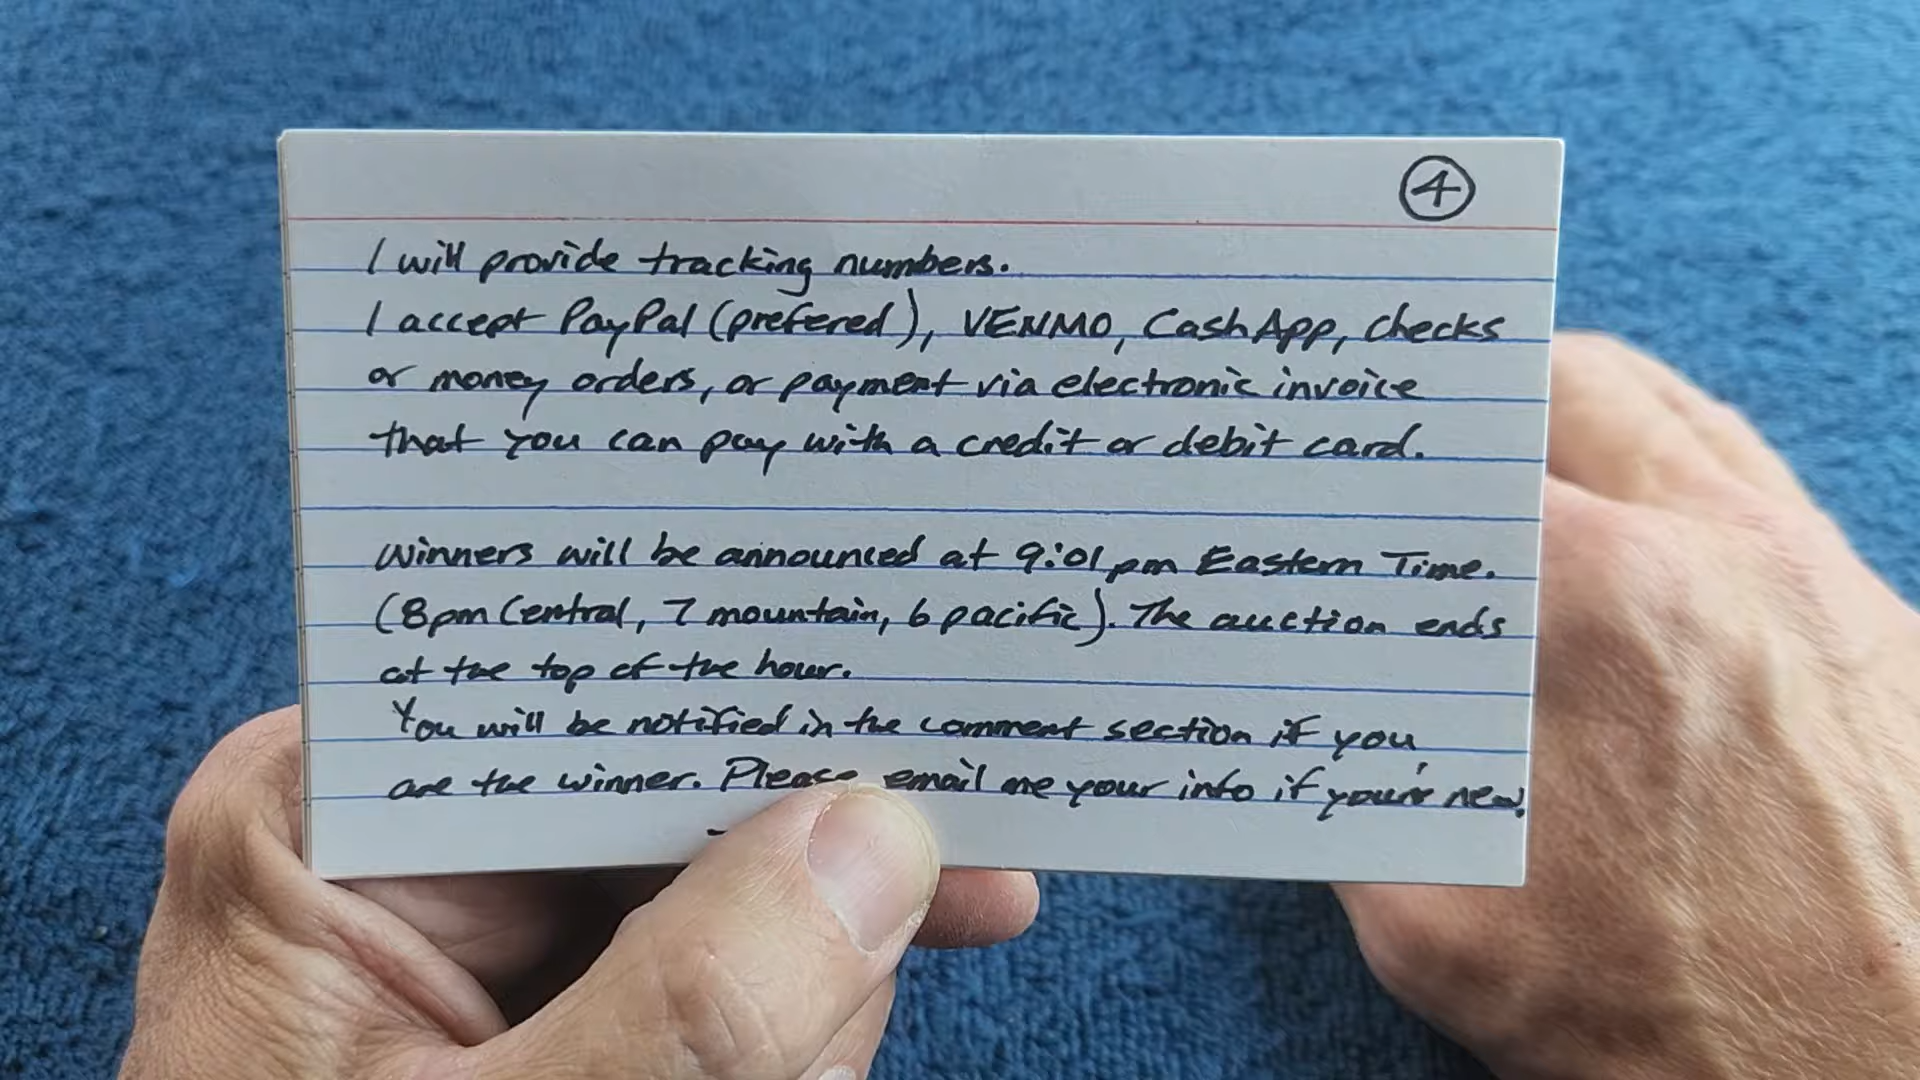 4
I will provide tracking numbers.
I accept PayPal (prefered), VENMO, Cash App, checks
or money orders, or payment via electronic invoice
that you can pay with a credit or debit card.
Winners will be announced at 9:01pm Eastern Time.
(8pm Central, 7 mountain, 6 pacific). The auction ends
at the top of the hour.
You will be notified in the comment section if you
are the winner. Please email me your info if you're new.